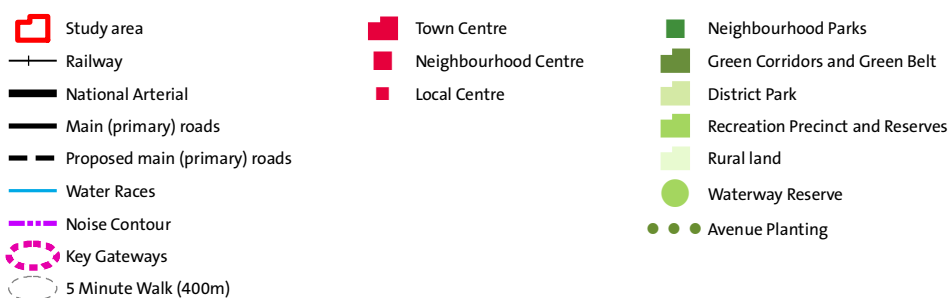 Study area
Railway
National Arterial
Main (primary) roads
Proposed main (primary) roads
Water Races
Noise Contour
Key Gateways
5 Minute Walk (400m)
Town Centre
Neighbourhood Centre
Local Centre
Neighbourhood Parks
Green Corridors and Green Belt
District Park
Recreation Precinct and Reserves
Rural land
Waterway Reserve
Avenue Planting